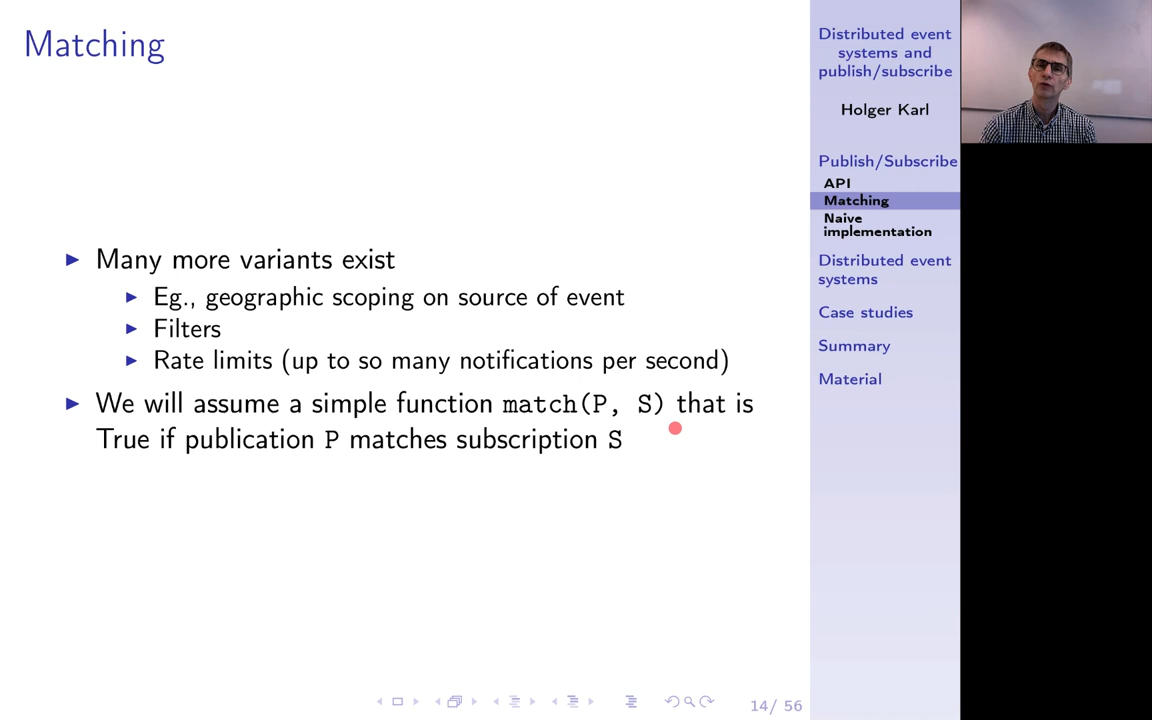 Matching
Many more variants exist
Eg., geographic scoping on source of event
Filters
Rate limits (up to so many notifications per second)
We will assume a simple function match(P, S) that is
True if publication P matches subscription S
14/ 56
Distributed event
systems and
publish/subscribe
Holger Karl
Publish/Subscribe
API
Matching
Naive
implementation
Distributed event
systems
Case studies
Summary
Material